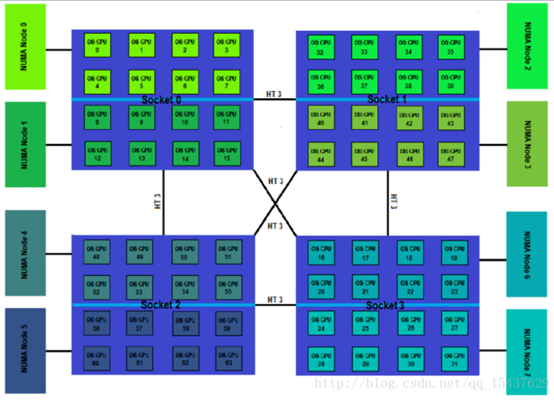 NUMA Node 0
OS CPU 0
OS CPU 1
OS CPU 2
OS CPU 3
OS CPU 4
OS CPU 5
OS CPU 6
OS CPU 7
Socket 0
OS CPU 8
OS CPU 9
OS CPU 10
OS CPU 11
OS CPU 12
OS CPU 13
OS CPU 14
OS CPU 15
NUMA Node 1
HT 3
OS CPU 32
OS CPU 33
OS CPU 34
OS CPU 35
OS CPU 36
OS CPU 37
OS CPU 38
OS CPU 39
Socket 1
OS CPU 40
OS CPU 41
OS CPU 42
OS CPU 43
OS CPU 44
OS CPU 45
OS CPU 46
OS CPU 47
NUMA Node 2
NUMA Node 3
HT 3
HT 3
HT 3
HT 3
NUMA Node 4
OS CPU 48
OS CPU 49
OS CPU 50
OS CPU 51
OS CPU 52
OS CPU 53
OS CPU 54
OS CPU 55
Socket 2
OS CPU 56
OS CPU 57
OS CPU 58
OS CPU 59
OS CPU 60
OS CPU 61
OS CPU 62
OS CPU 63
NUMA Node 5
HT 3
OS CPU 16
OS CPU 17
OS CPU 18
OS CPU 19
OS CPU 20
OS CPU 21
OS CPU 22
OS CPU 23
Socket 3
OS CPU 24
OS CPU 25
OS CPU 26
OS CPU 27
OS CPU 28
OS CPU 29
OS CPU 30
OS CPU 31
NUMA Node 6
NUMA Node 7
http://blog.csdn.net/qq_15437629